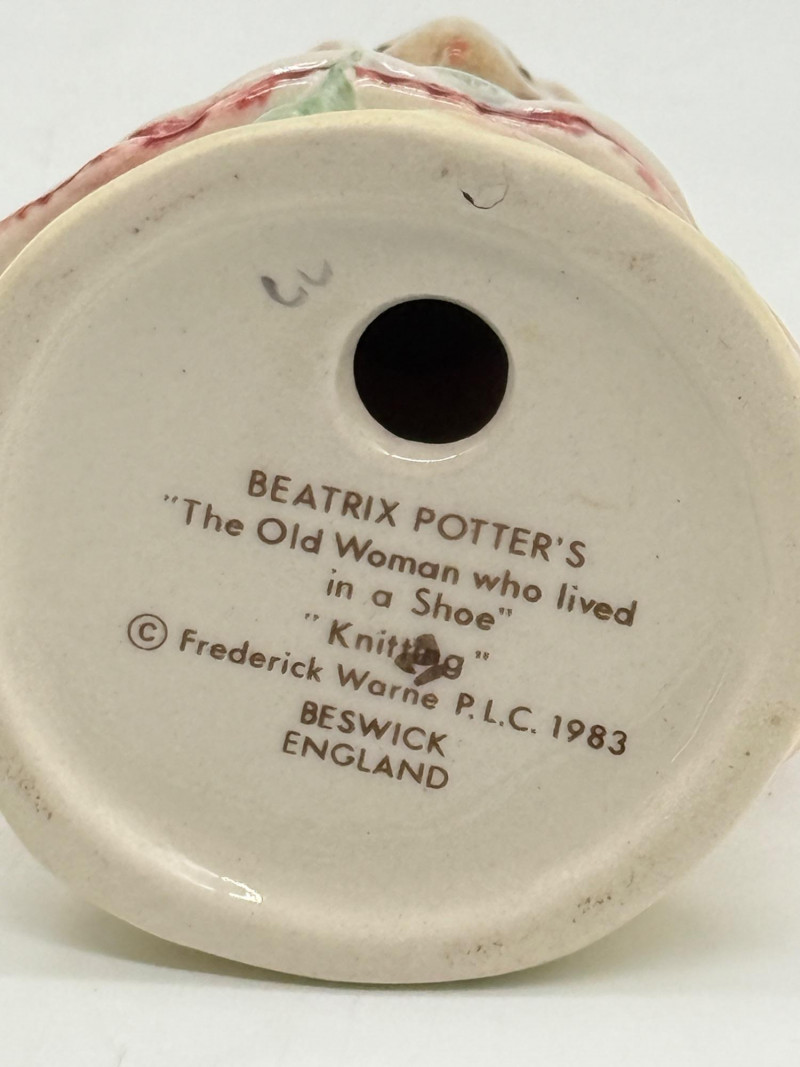 BEATRIX POTTER'S
"The Old Woman who lived
in a Shoe"
"Knitting"
© Frederick Warne P.L.C. 1983
BESWICK
ENGLAND